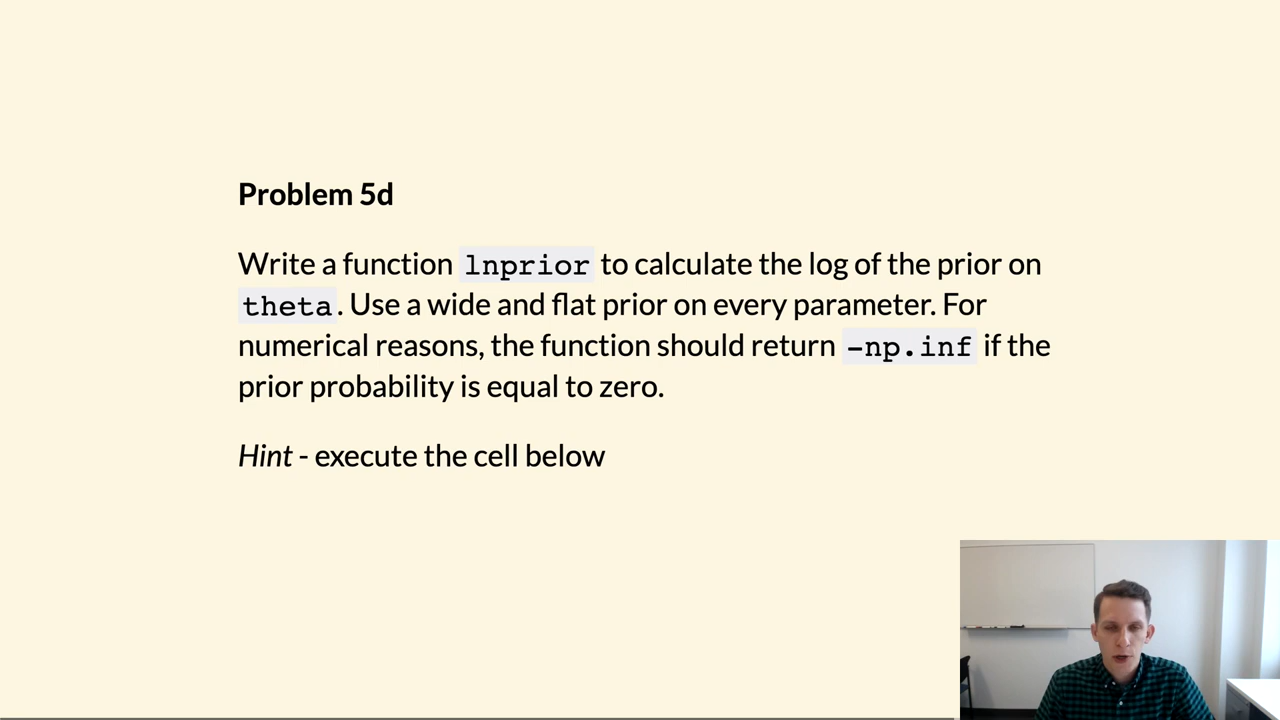 Problem 5d
Write a function lnprior to calculate the log of the prior on
theta. Use a wide and flat prior on every parameter. For
numerical reasons, the function should return -np.inf if the
prior probability is equal to zero.
Hint - execute the cell below